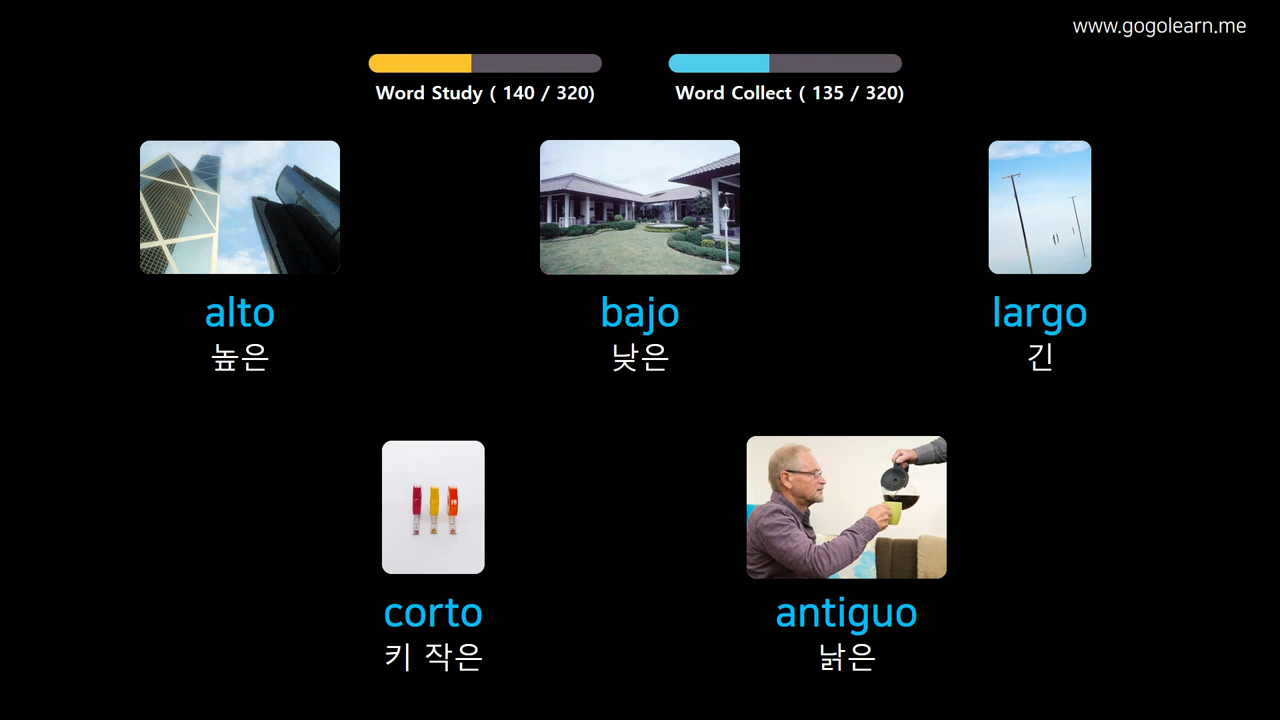 www.gogolearn.me
Word Study ( 140 / 320)
Word Collect ( 135 / 320)
alto
높은
bajo
낮은
largo
긴
corto
키 작은
antiguo
낡은